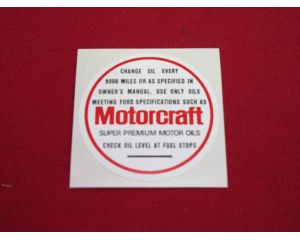 CHANGE OIL EVERY
6000 MILES OR AS SPECIFIED IN
OWNER'S MANUAL. USE ONLY OILS
MEETING FORD SPECIFICATIONS SUCH AS
Motorcraft
SUPER PREMIUM MOTOR OILS
CHECK OIL LEVEL AT FUEL STOPS